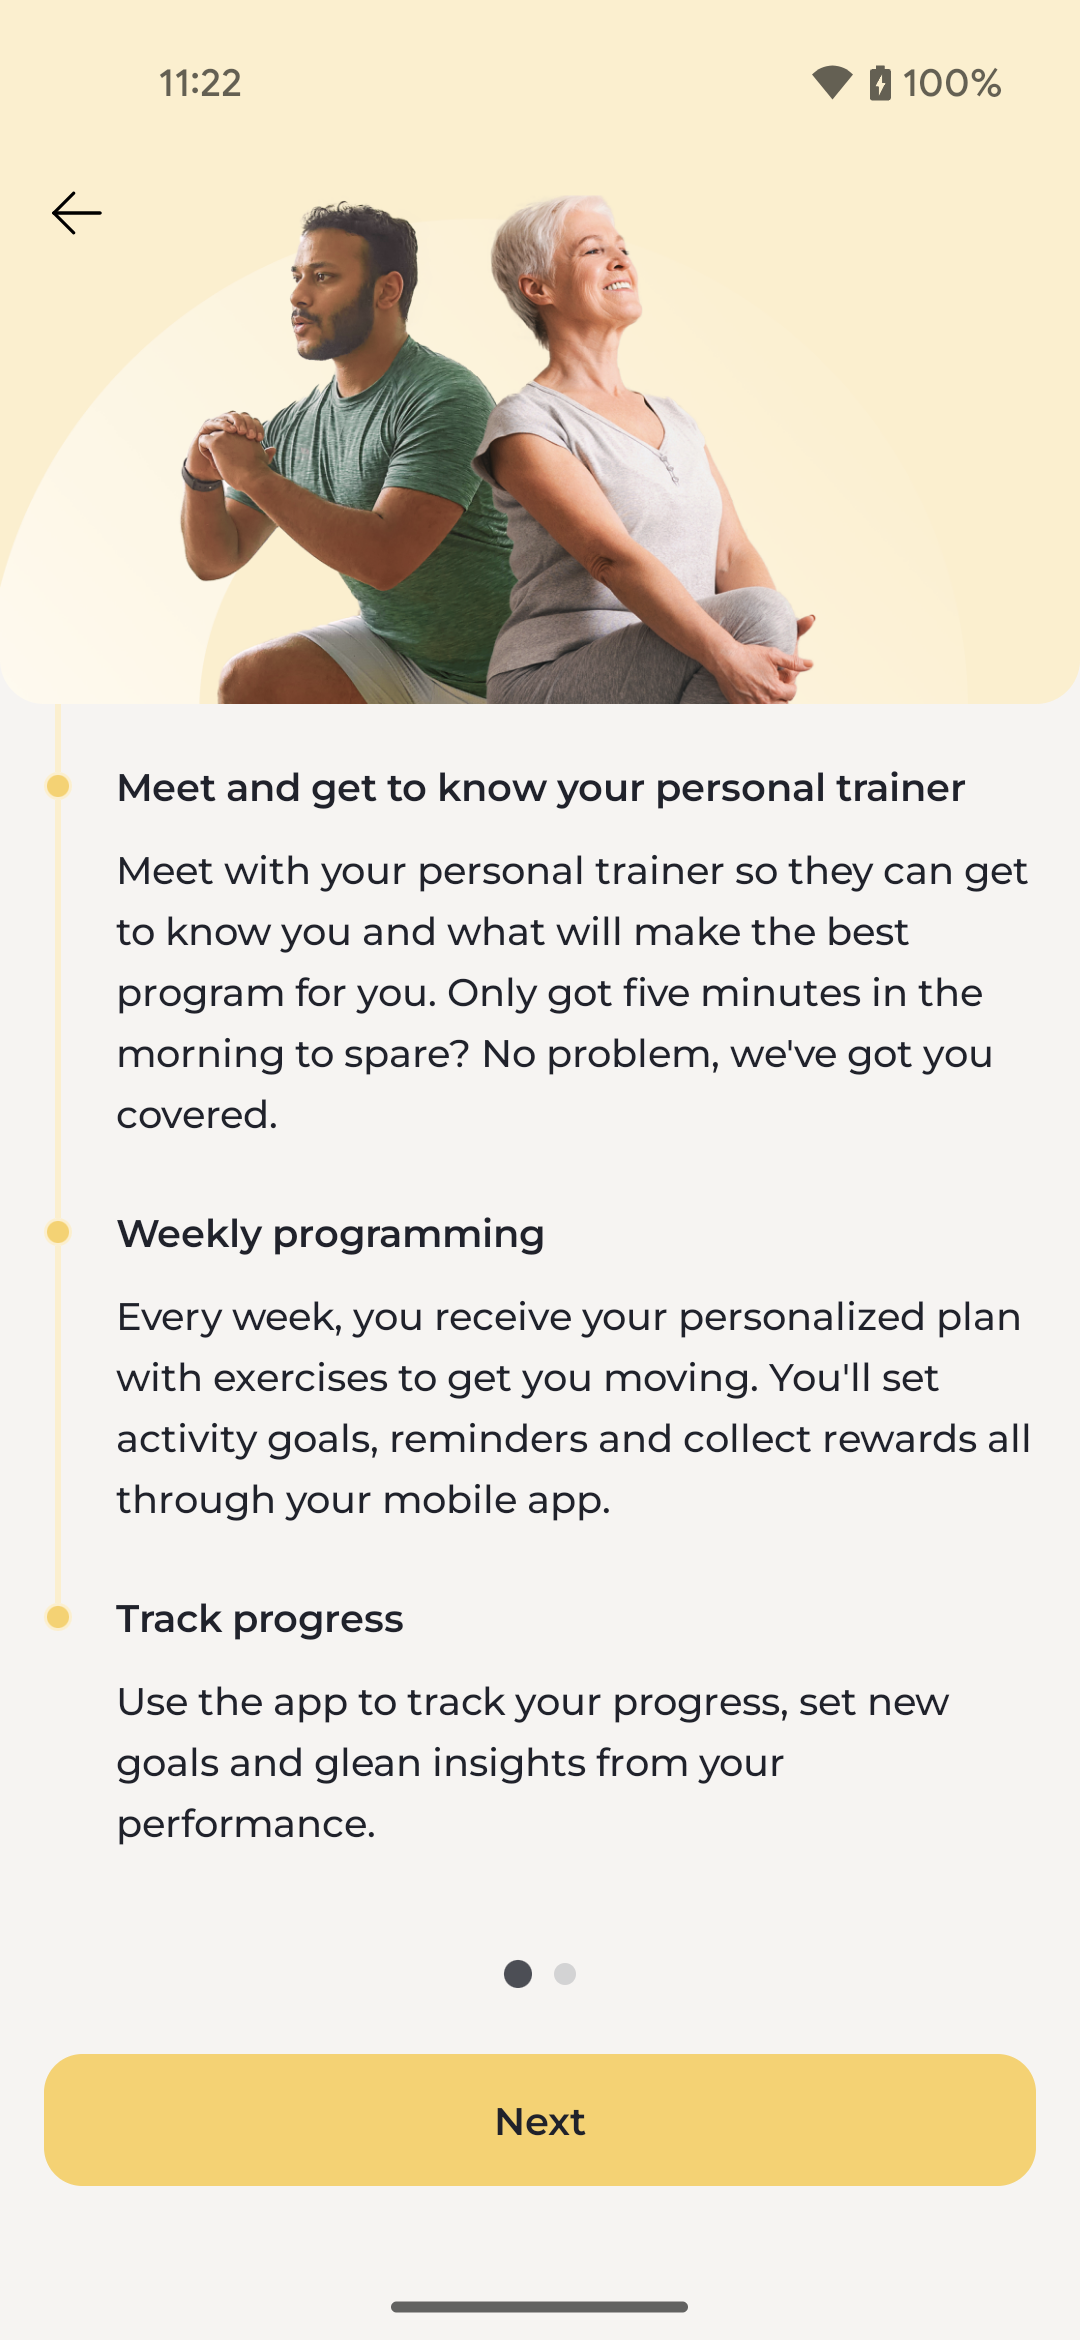 11:22
100%
Meet and get to know your personal trainer
Meet with your personal trainer so they can get
to know you and what will make the best
program for you. Only got five minutes in the
morning to spare? No problem, we've got you
covered.
Weekly programming
Every week, you receive your personalized plan
with exercises to get you moving. You'll set
activity goals, reminders and collect rewards all
through your mobile app.
Track progress
Use the app to track your progress, set new
goals and glean insights from your
performance.
Next